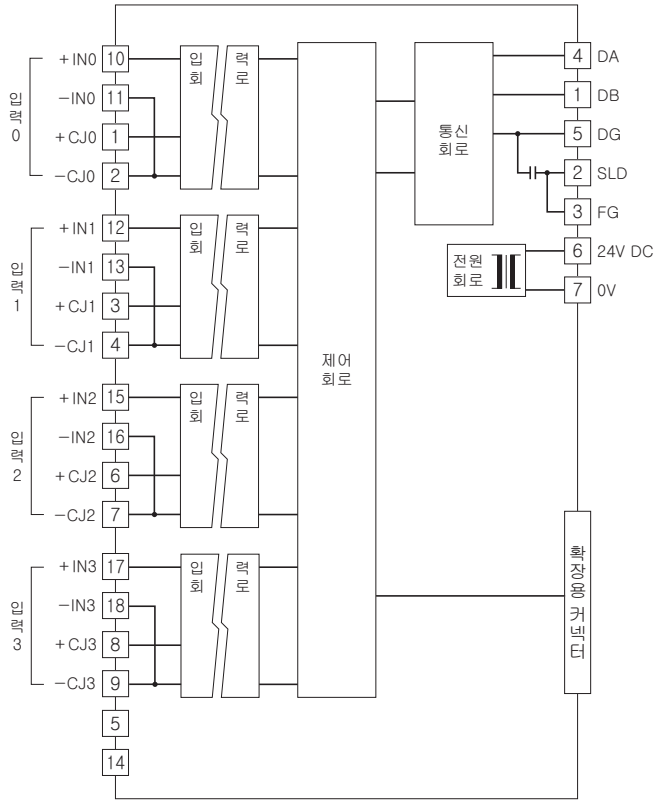 입력 0
+IN0 10
−IN0 11
+CJ0 1
−CJ0 2
입력회로
입력 1
+IN1 12
−IN1 13
+CJ1 3
−CJ1 4
입력회로
입력 2
+IN2 15
−IN2 16
+CJ2 6
−CJ2 7
입력회로
입력 3
+IN3 17
−IN3 18
+CJ3 8
−CJ3 9
입력회로
5
14
제어
회로
통신
회로
4 DA
1 DB
5 DG
2 SLD
3 FG
전원
회로
6 24V DC
7 0V
확장용 커넥터